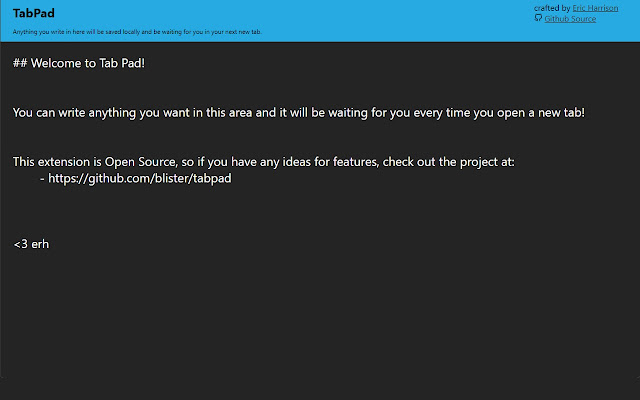 TabPad
crafted by Eric Harrison
Github Source
Anything you write in here will be saved locally and be waiting for you in your next new tab.
## Welcome to Tab Pad!
You can write anything you want in this area and it will be waiting for you every time you open a new tab!
This extension is Open Source, so if you have any ideas for features, check out the project at:
- https://github.com/blister/tabpad
<3 erh